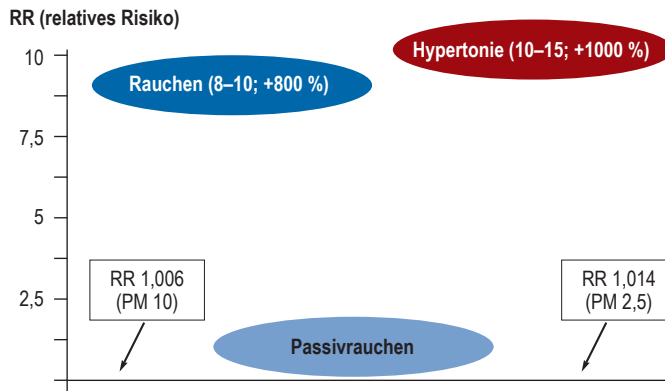 RR (relatives Risiko)
10
Rauchen (8–10; +800 %)
Hypertonie (10–15; +1000 %)
7,5
5
2,5
RR 1,006
(PM 10)
RR 1,014
(PM 2,5)
Passivrauchen